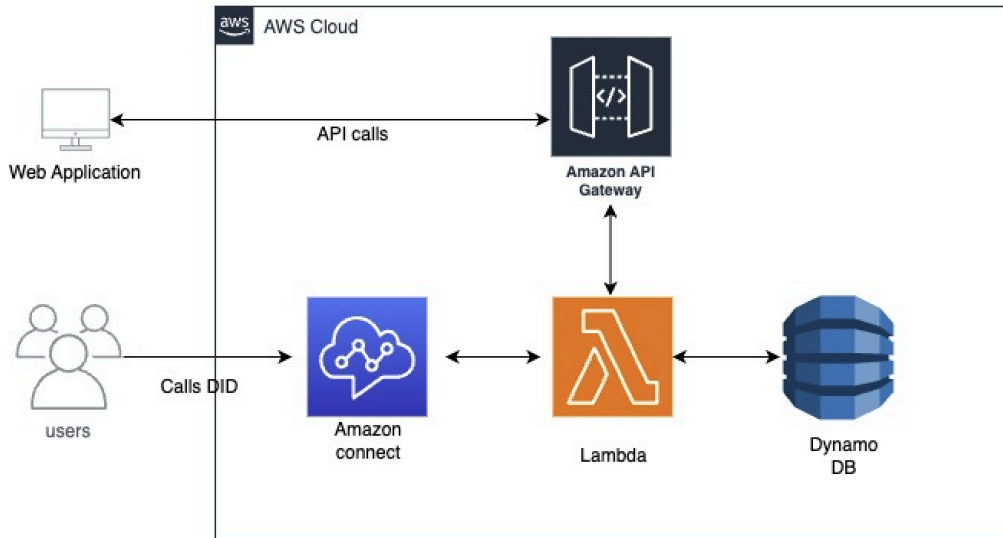 aws
AWS Cloud
API calls
Web Application
Amazon API
Gateway
Calls DID
users
Amazon
connect
Lambda
Dynamo
DB